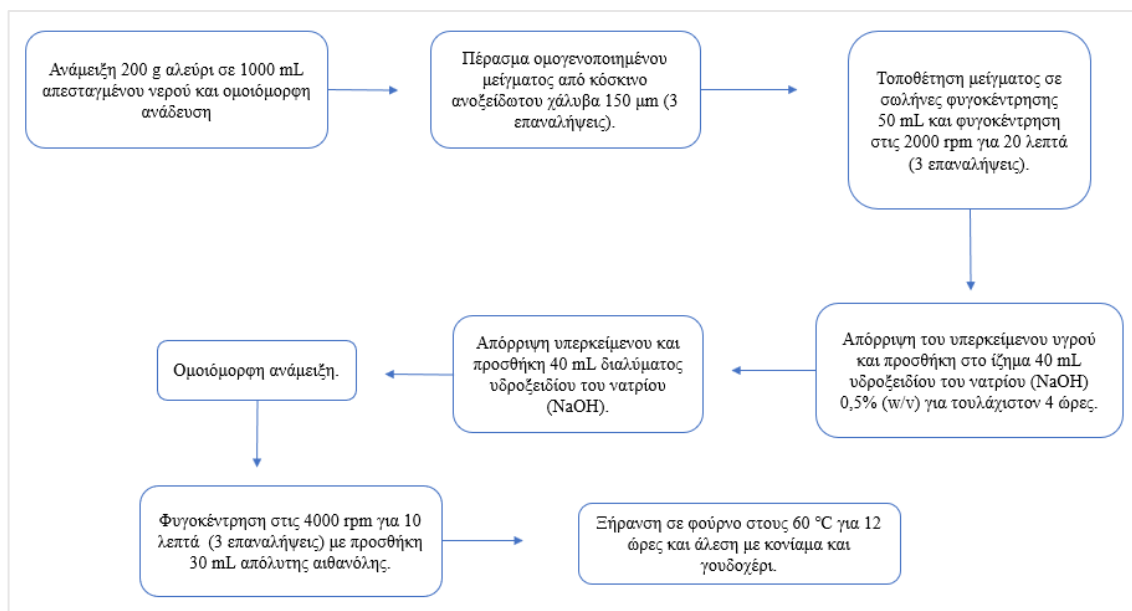 Ανάμειξη 200 g αλεύρι σε 1000 mL
απεσταγμένου νερού και ομοιόμορφη
ανάδευση
Πέρασμα ομογενοποιημένου
μείγματος από κόσκινο
ανοξείδωτου χάλυβα 150 μm (3
επαναλήψεις).
Τοποθέτηση μείγματος σε
σωλήνες φυγοκέντρησης
50 mL και φυγοκέντρηση
στις 2000 rpm για 20 λεπτά
(3 επαναλήψεις).
Απόρριψη του υπερκείμενου υγρού
και προσθήκη στο ίζημα 40 mL
υδροξειδίου του νατρίου (NaOH)
0,5% (w/v) για τουλάχιστον 4 ώρες.
Απόρριψη υπερκείμενου και
προσθήκη 40 mL διαλύματος
υδροξειδίου του νατρίου
(NaOH).
Ομοιόμορφη ανάμειξη.
Φυγοκέντρηση στις 4000 rpm για 10
λεπτά (3 επαναλήψεις) με προσθήκη
30 mL απόλυτης αιθανόλης.
Ξήρανση σε φούρνο στους 60 °C για 12
ώρες και άλεση με κονίαμα και
γουδοχέρι.